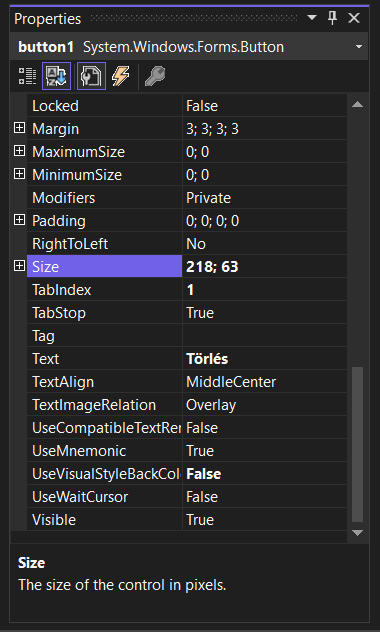 Properties
button1 System.Windows.Forms.Button
Locked False
Margin 3; 3; 3; 3
MaximumSize 0; 0
MinimumSize 0; 0
Modifiers Private
Padding 0; 0; 0; 0
RightToLeft No
Size 218; 63
TabIndex 1
TabStop True
Tag
Text Törlés
TextAlign MiddleCenter
TextImageRelation Overlay
UseCompatibleTextRen False
UseMnemonic True
UseVisualStyleBackColo False
UseWaitCursor False
Visible True
Size
The size of the control in pixels.